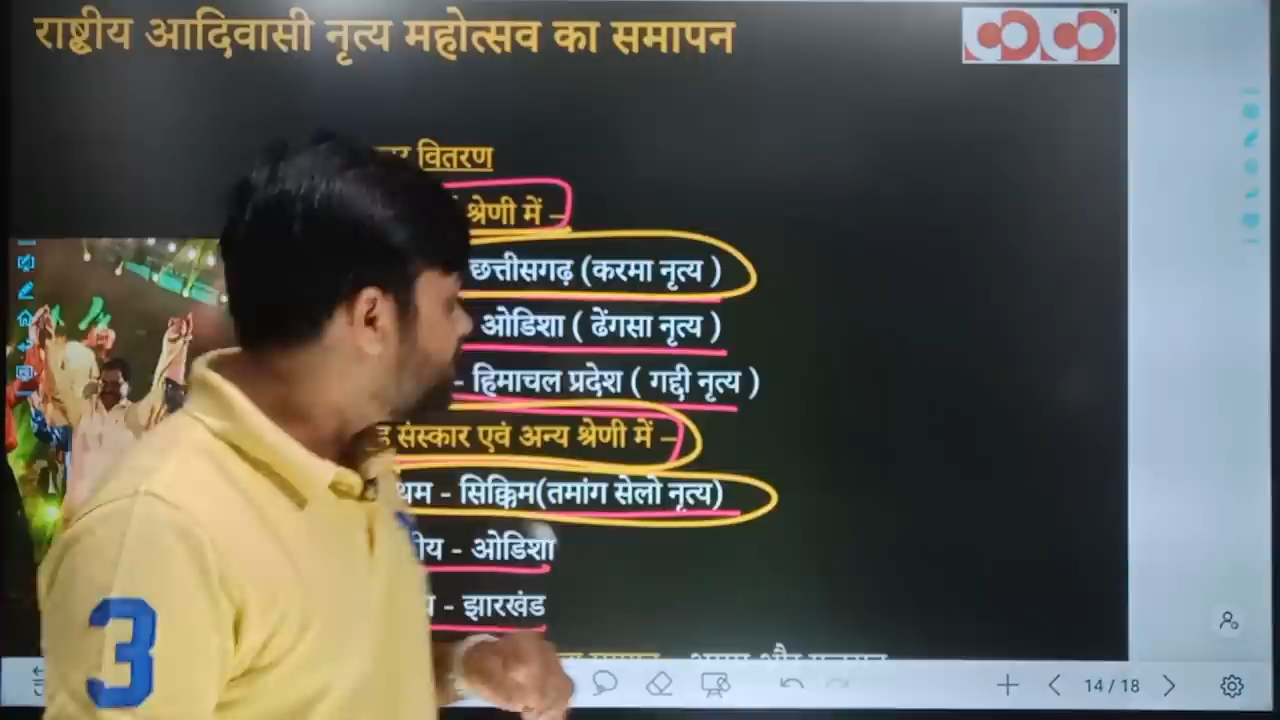 राष्ट्रीय आदिवासी नृत्य महोत्सव का समापन
वितरण
श्रेणी में –
छत्तीसगढ़ (करमा नृत्य )
ओडिशा ( ढेंगसा नृत्य )
- हिमाचल प्रदेश ( गद्दी नृत्य )
संस्कार एवं अन्य श्रेणी में –
- सिक्किम(तमांग सेलो नृत्य)
- ओडिशा
- झारखंड
3
14 / 18